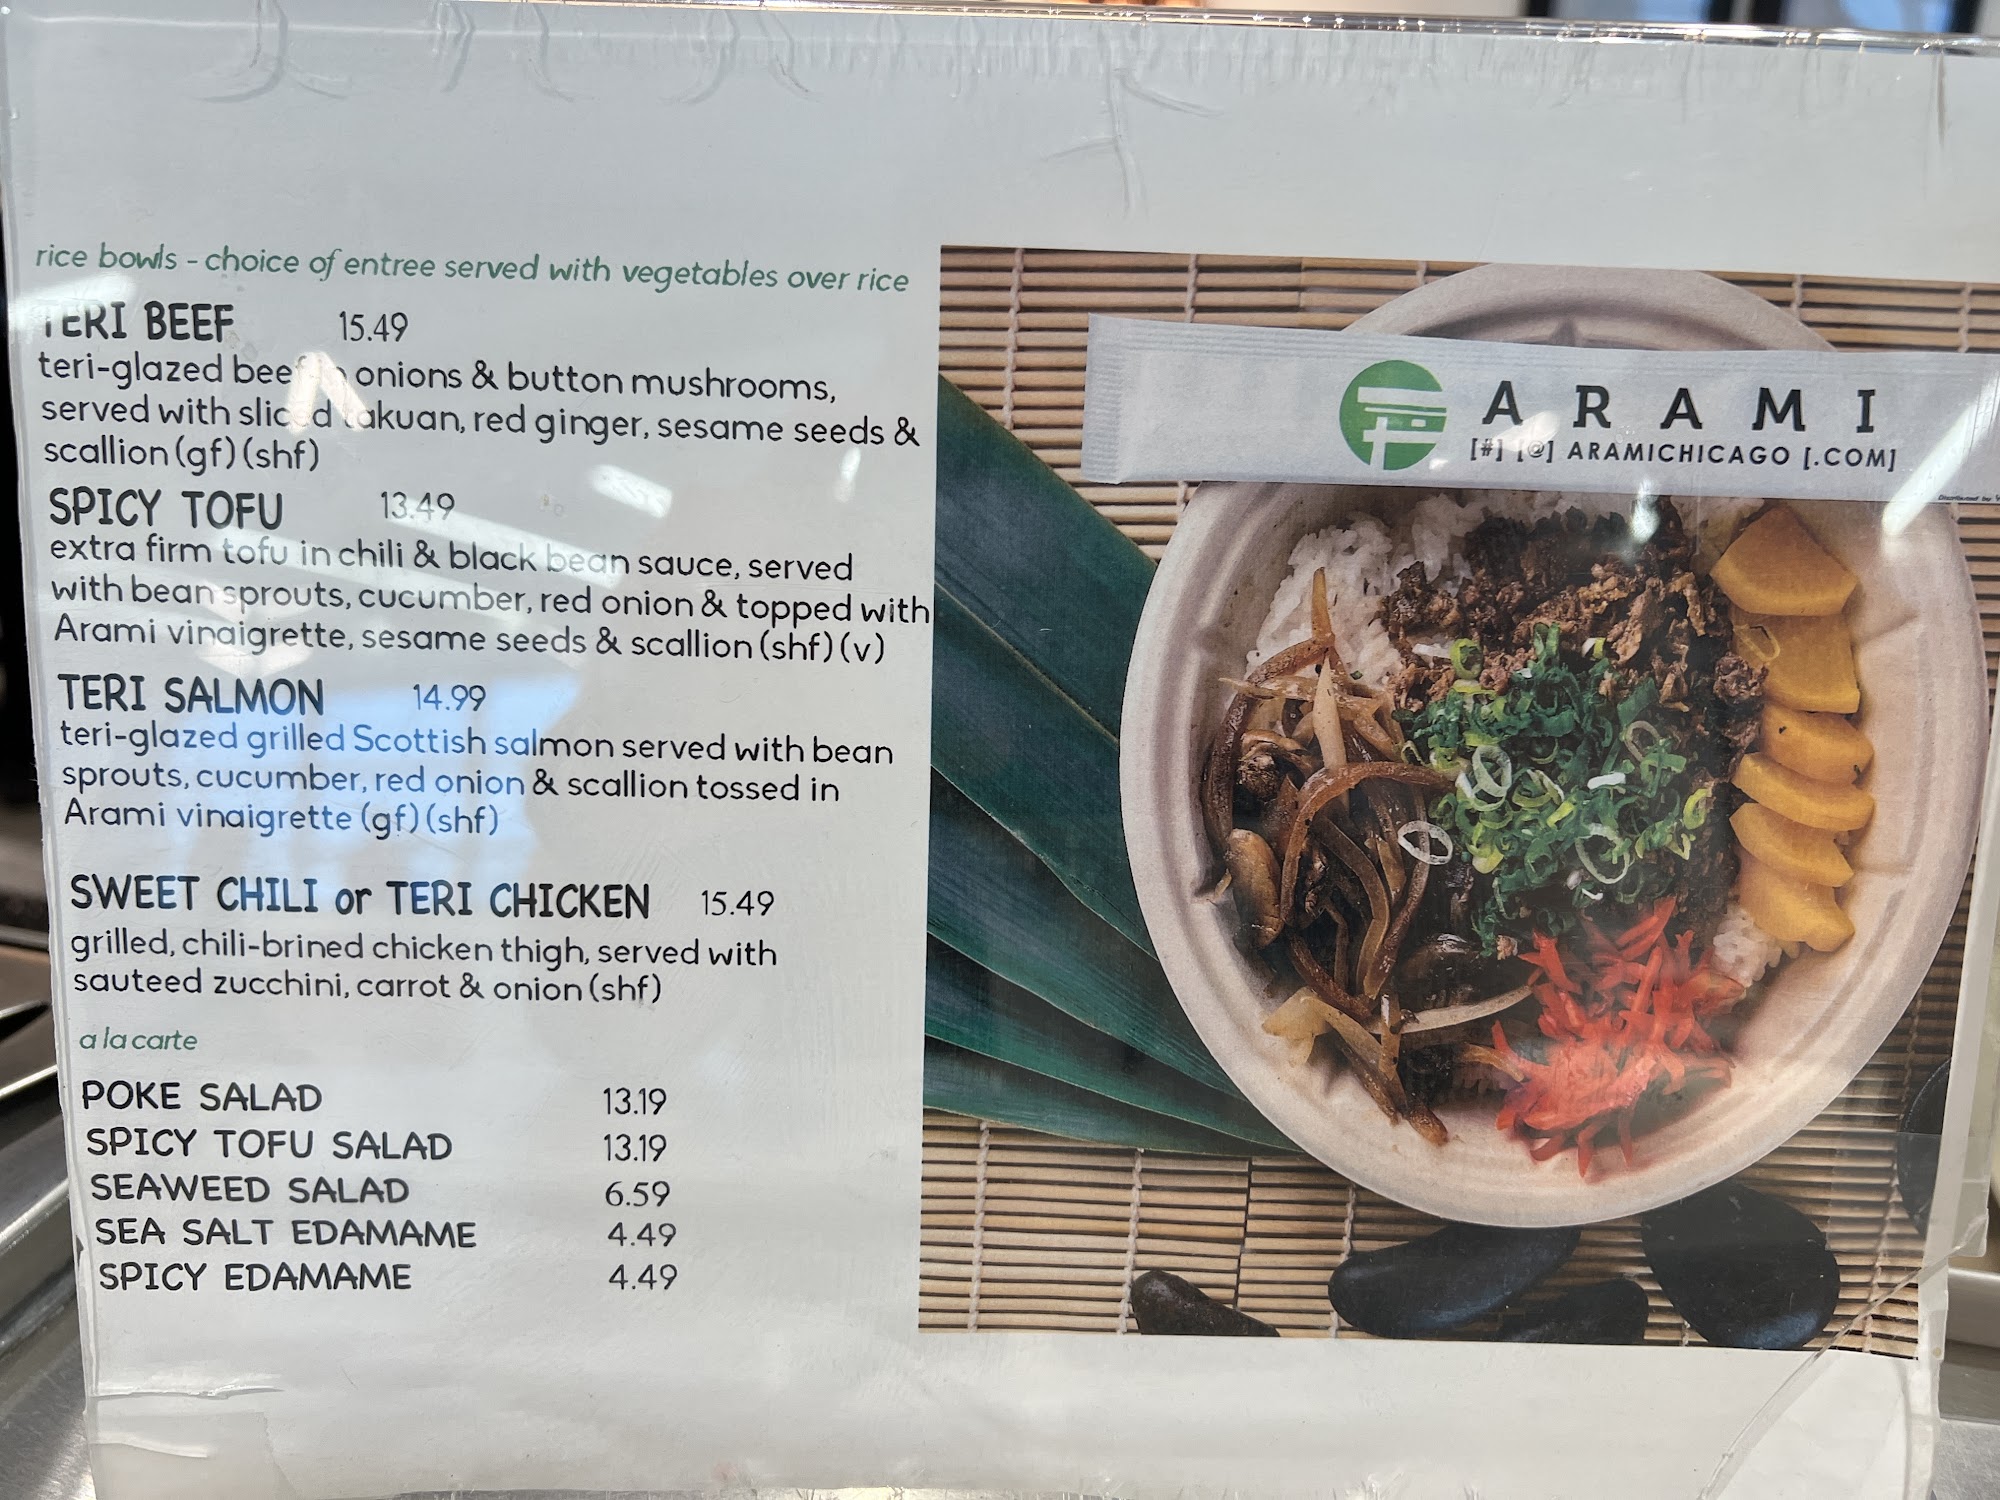 rice bowls - choice of entree served with vegetables over rice
TERI BEEF 15.49
teri-glazed beef onions & button mushrooms,
served with sliced takuan, red ginger, sesame seeds &
scallion (gf) (shf)
SPICY TOFU 13.49
extra firm tofu in chili & black bean sauce, served
with bean sprouts, cucumber, red onion & topped with
Arami vinaigrette, sesame seeds & scallion (shf) (v)
TERI SALMON 14.99
teri-glazed grilled Scottish salmon served with bean
sprouts, cucumber, red onion & scallion tossed in
Arami vinaigrette (gf) (shf)
SWEET CHILI or TERI CHICKEN 15.49
grilled, chili-brined chicken thigh, served with
sauteed zucchini, carrot & onion (shf)
a la carte
POKE SALAD 13.19
SPICY TOFU SALAD 13.19
SEAWEED SALAD 6.59
SEA SALT EDAMAME 4.49
SPICY EDAMAME 4.49
ARAMI
[#] [@] ARAMICHICAGO [.COM]
Distributed by